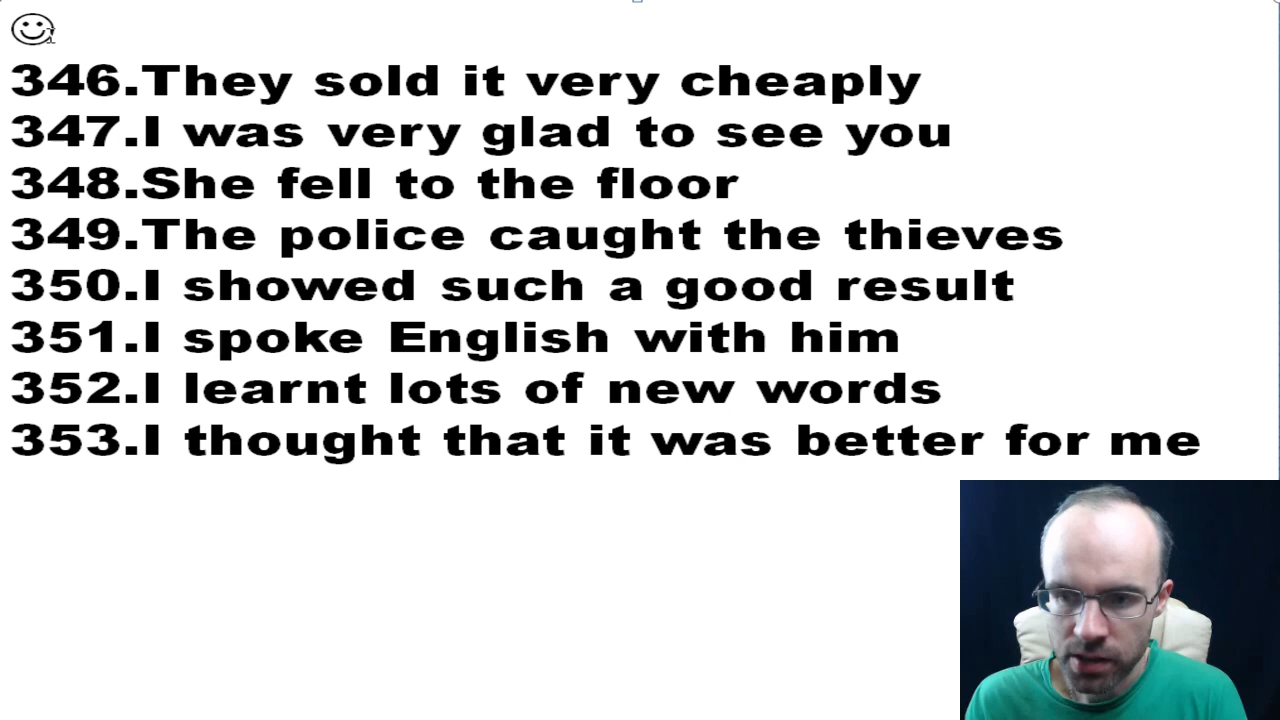 346.They sold it very cheaply
347.I was very glad to see you
348.She fell to the floor
349.The police caught the thieves
350.I showed such a good result
351.I spoke English with him
352.I learnt lots of new words
353.I thought that it was better for me